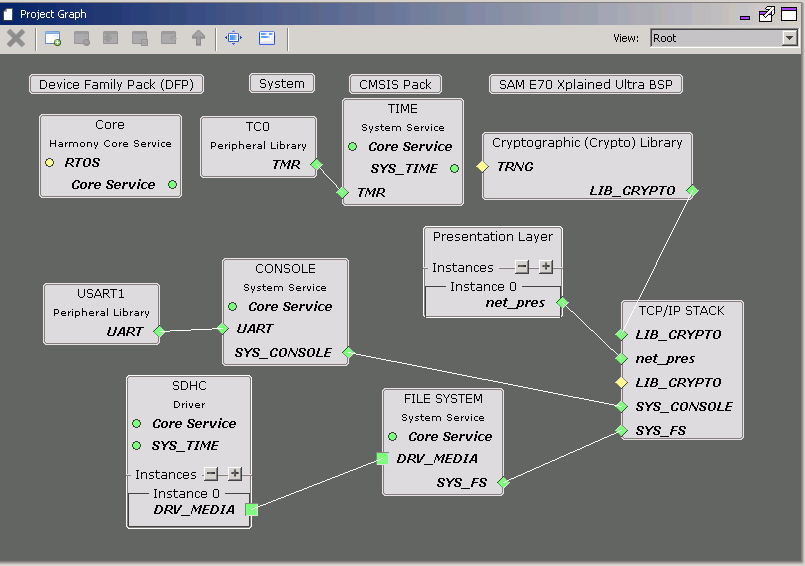 Project Graph
View: Root
Device Family Pack (DFP)
System
CMSIS Pack
SAM E70 Xplained Ultra BSP
Core
Harmony Core Service
RTOS
Core Service
TC0
Peripheral Library
TMR
TIME
System Service
Core Service
SYS_TIME
TMR
Cryptographic (Crypto) Library
TRNG
LIB_CRYPTO
Presentation Layer
Instances
Instance 0
net_pres
USART1
Peripheral Library
UART
CONSOLE
System Service
Core Service
UART
SYS_CONSOLE
TCP/IP STACK
LIB_CRYPTO
net_pres
LIB_CRYPTO
SYS_CONSOLE
SYS_FS
SDHC
Driver
Core Service
SYS_TIME
Instances
Instance 0
DRV_MEDIA
FILE SYSTEM
System Service
Core Service
DRV_MEDIA
SYS_FS